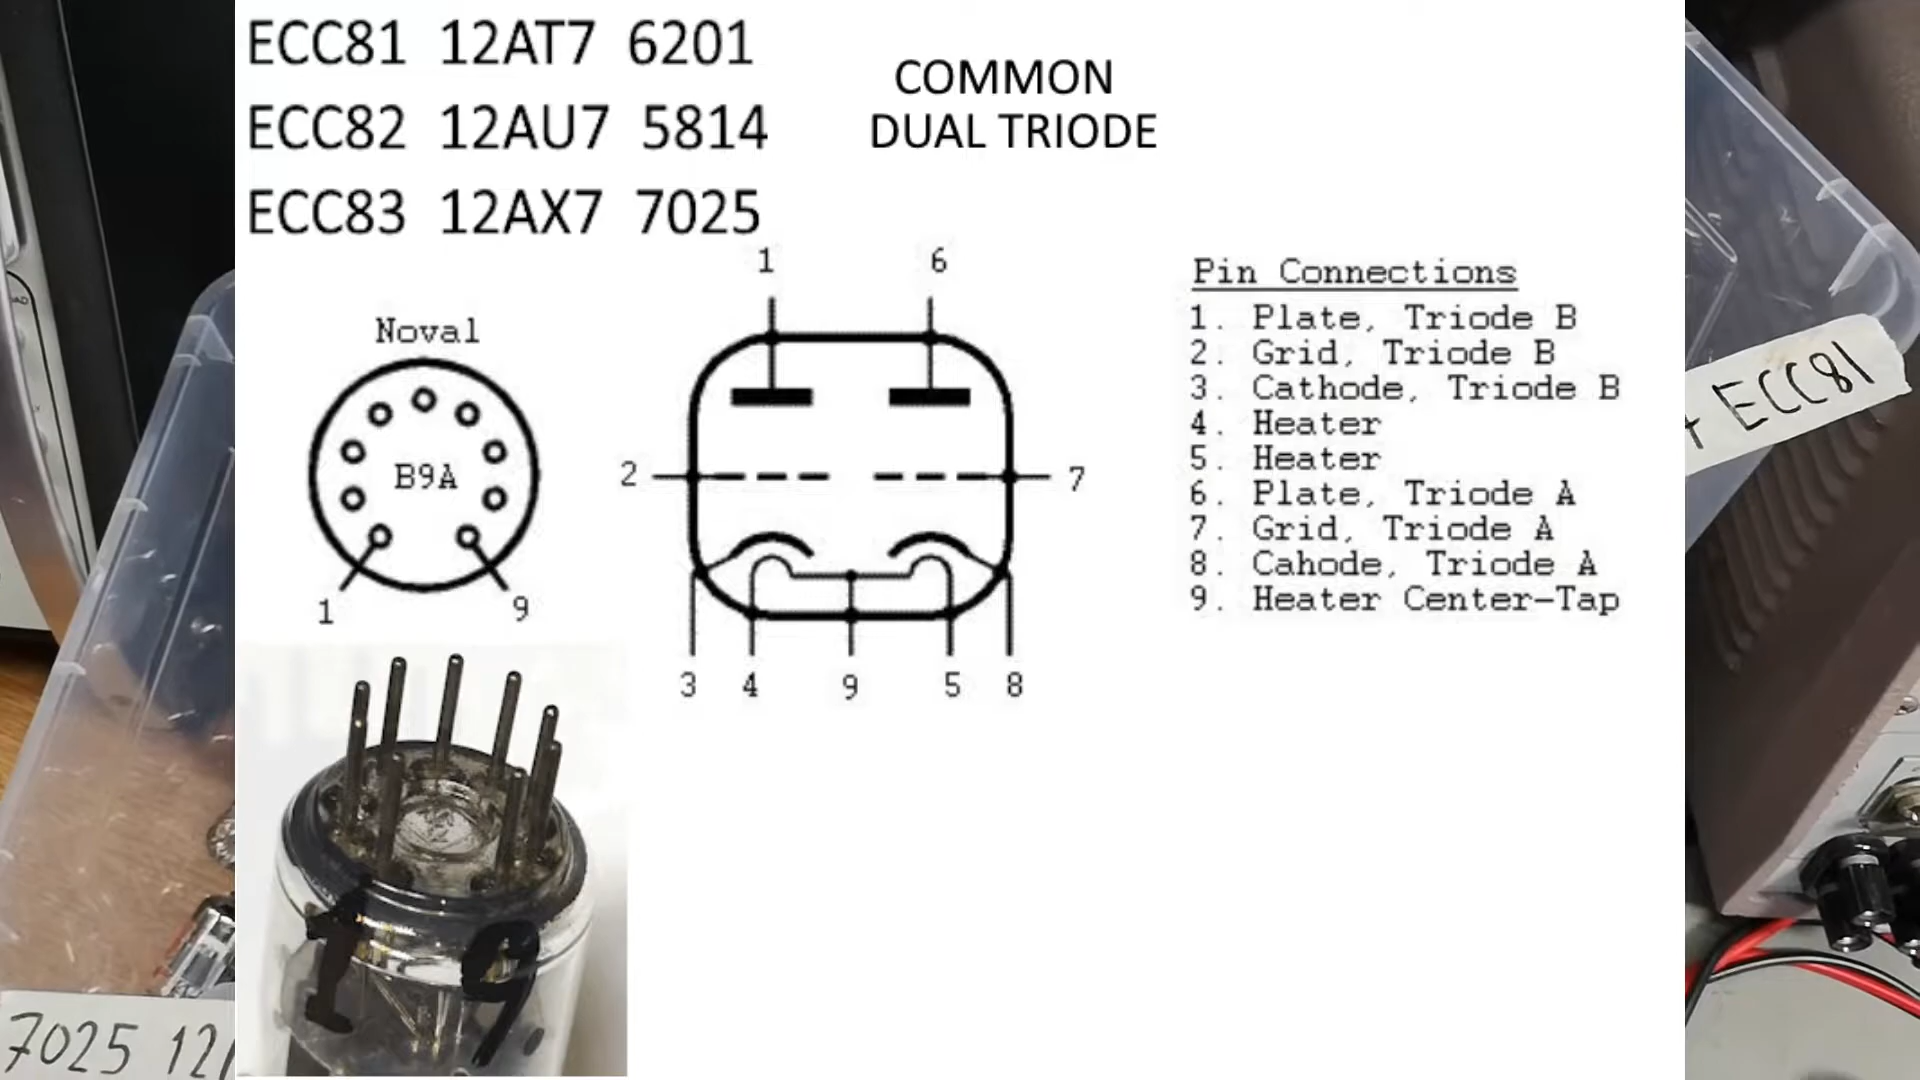 ECC81 12AT7 6201
ECC82 12AU7 5814
ECC83 12AX7 7025
COMMON
DUAL TRIODE
Noval
B9A
1
9
1
6
2
7
3
4
9
5
8
Pin Connections
1. Plate, Triode B
2. Grid, Triode B
3. Cathode, Triode B
4. Heater
5. Heater
6. Plate, Triode A
7. Grid, Triode A
8. Cahode, Triode A
9. Heater Center-Tap
1
9
ECC81
7025